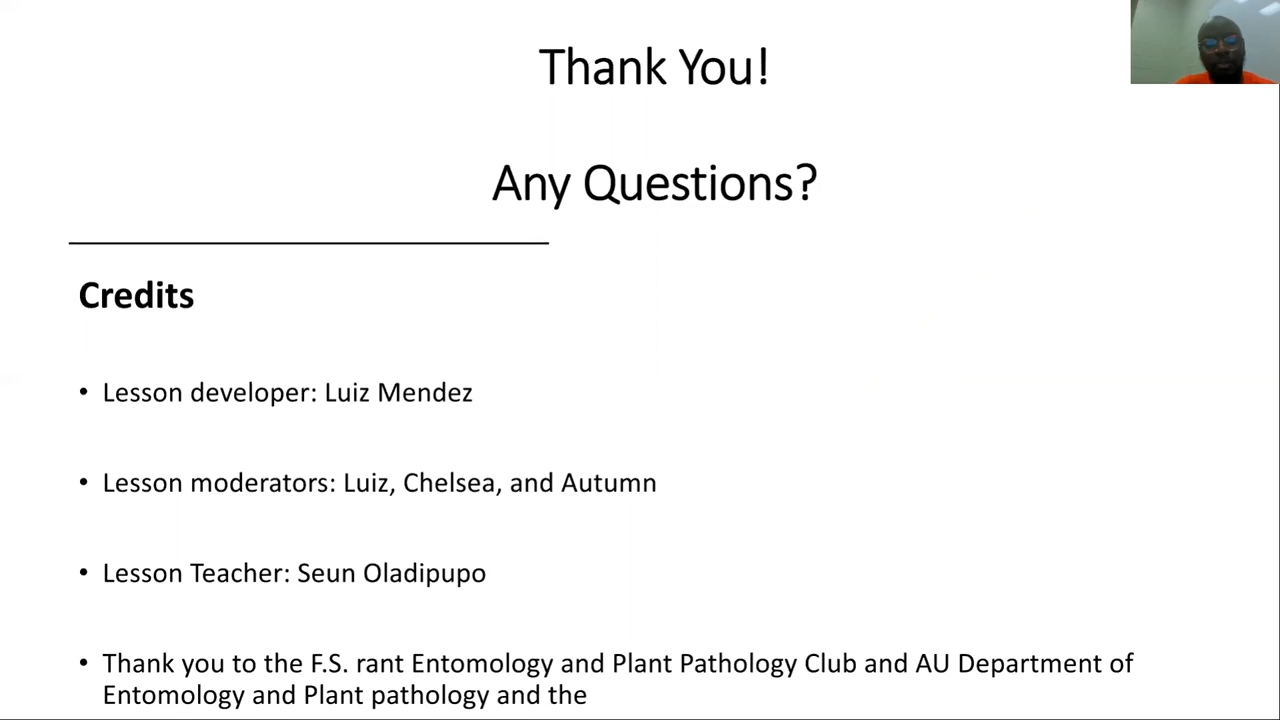 Thank You!
Any Questions?
Credits
• Lesson developer: Luiz Mendez
• Lesson moderators: Luiz, Chelsea, and Autumn
• Lesson Teacher: Seun Oladipupo
• Thank you to the F.S. rant Entomology and Plant Pathology Club and AU Department of
Entomology and Plant pathology and the